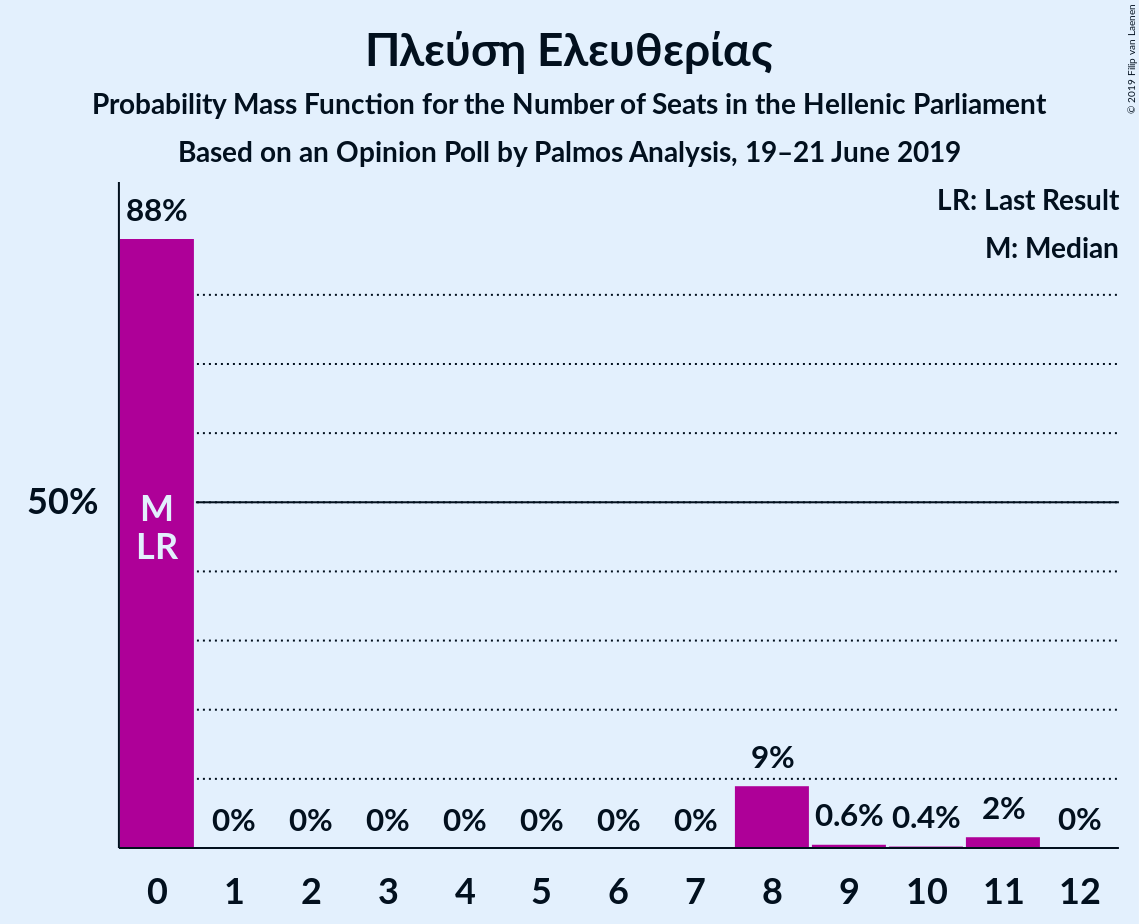 Πλεύση Ελευθερίας
Probability Mass Function for the Number of Seats in the Hellenic Parliament
Based on an Opinion Poll by Palmos Analysis, 19–21 June 2019
© 2019 Filip van Laenen
LR: Last Result
M: Median
88%
50%
M
LR
0% 0% 0% 0% 0% 0% 0% 9% 0.6% 0.4% 2% 0%
0 1 2 3 4 5 6 7 8 9 10 11 12